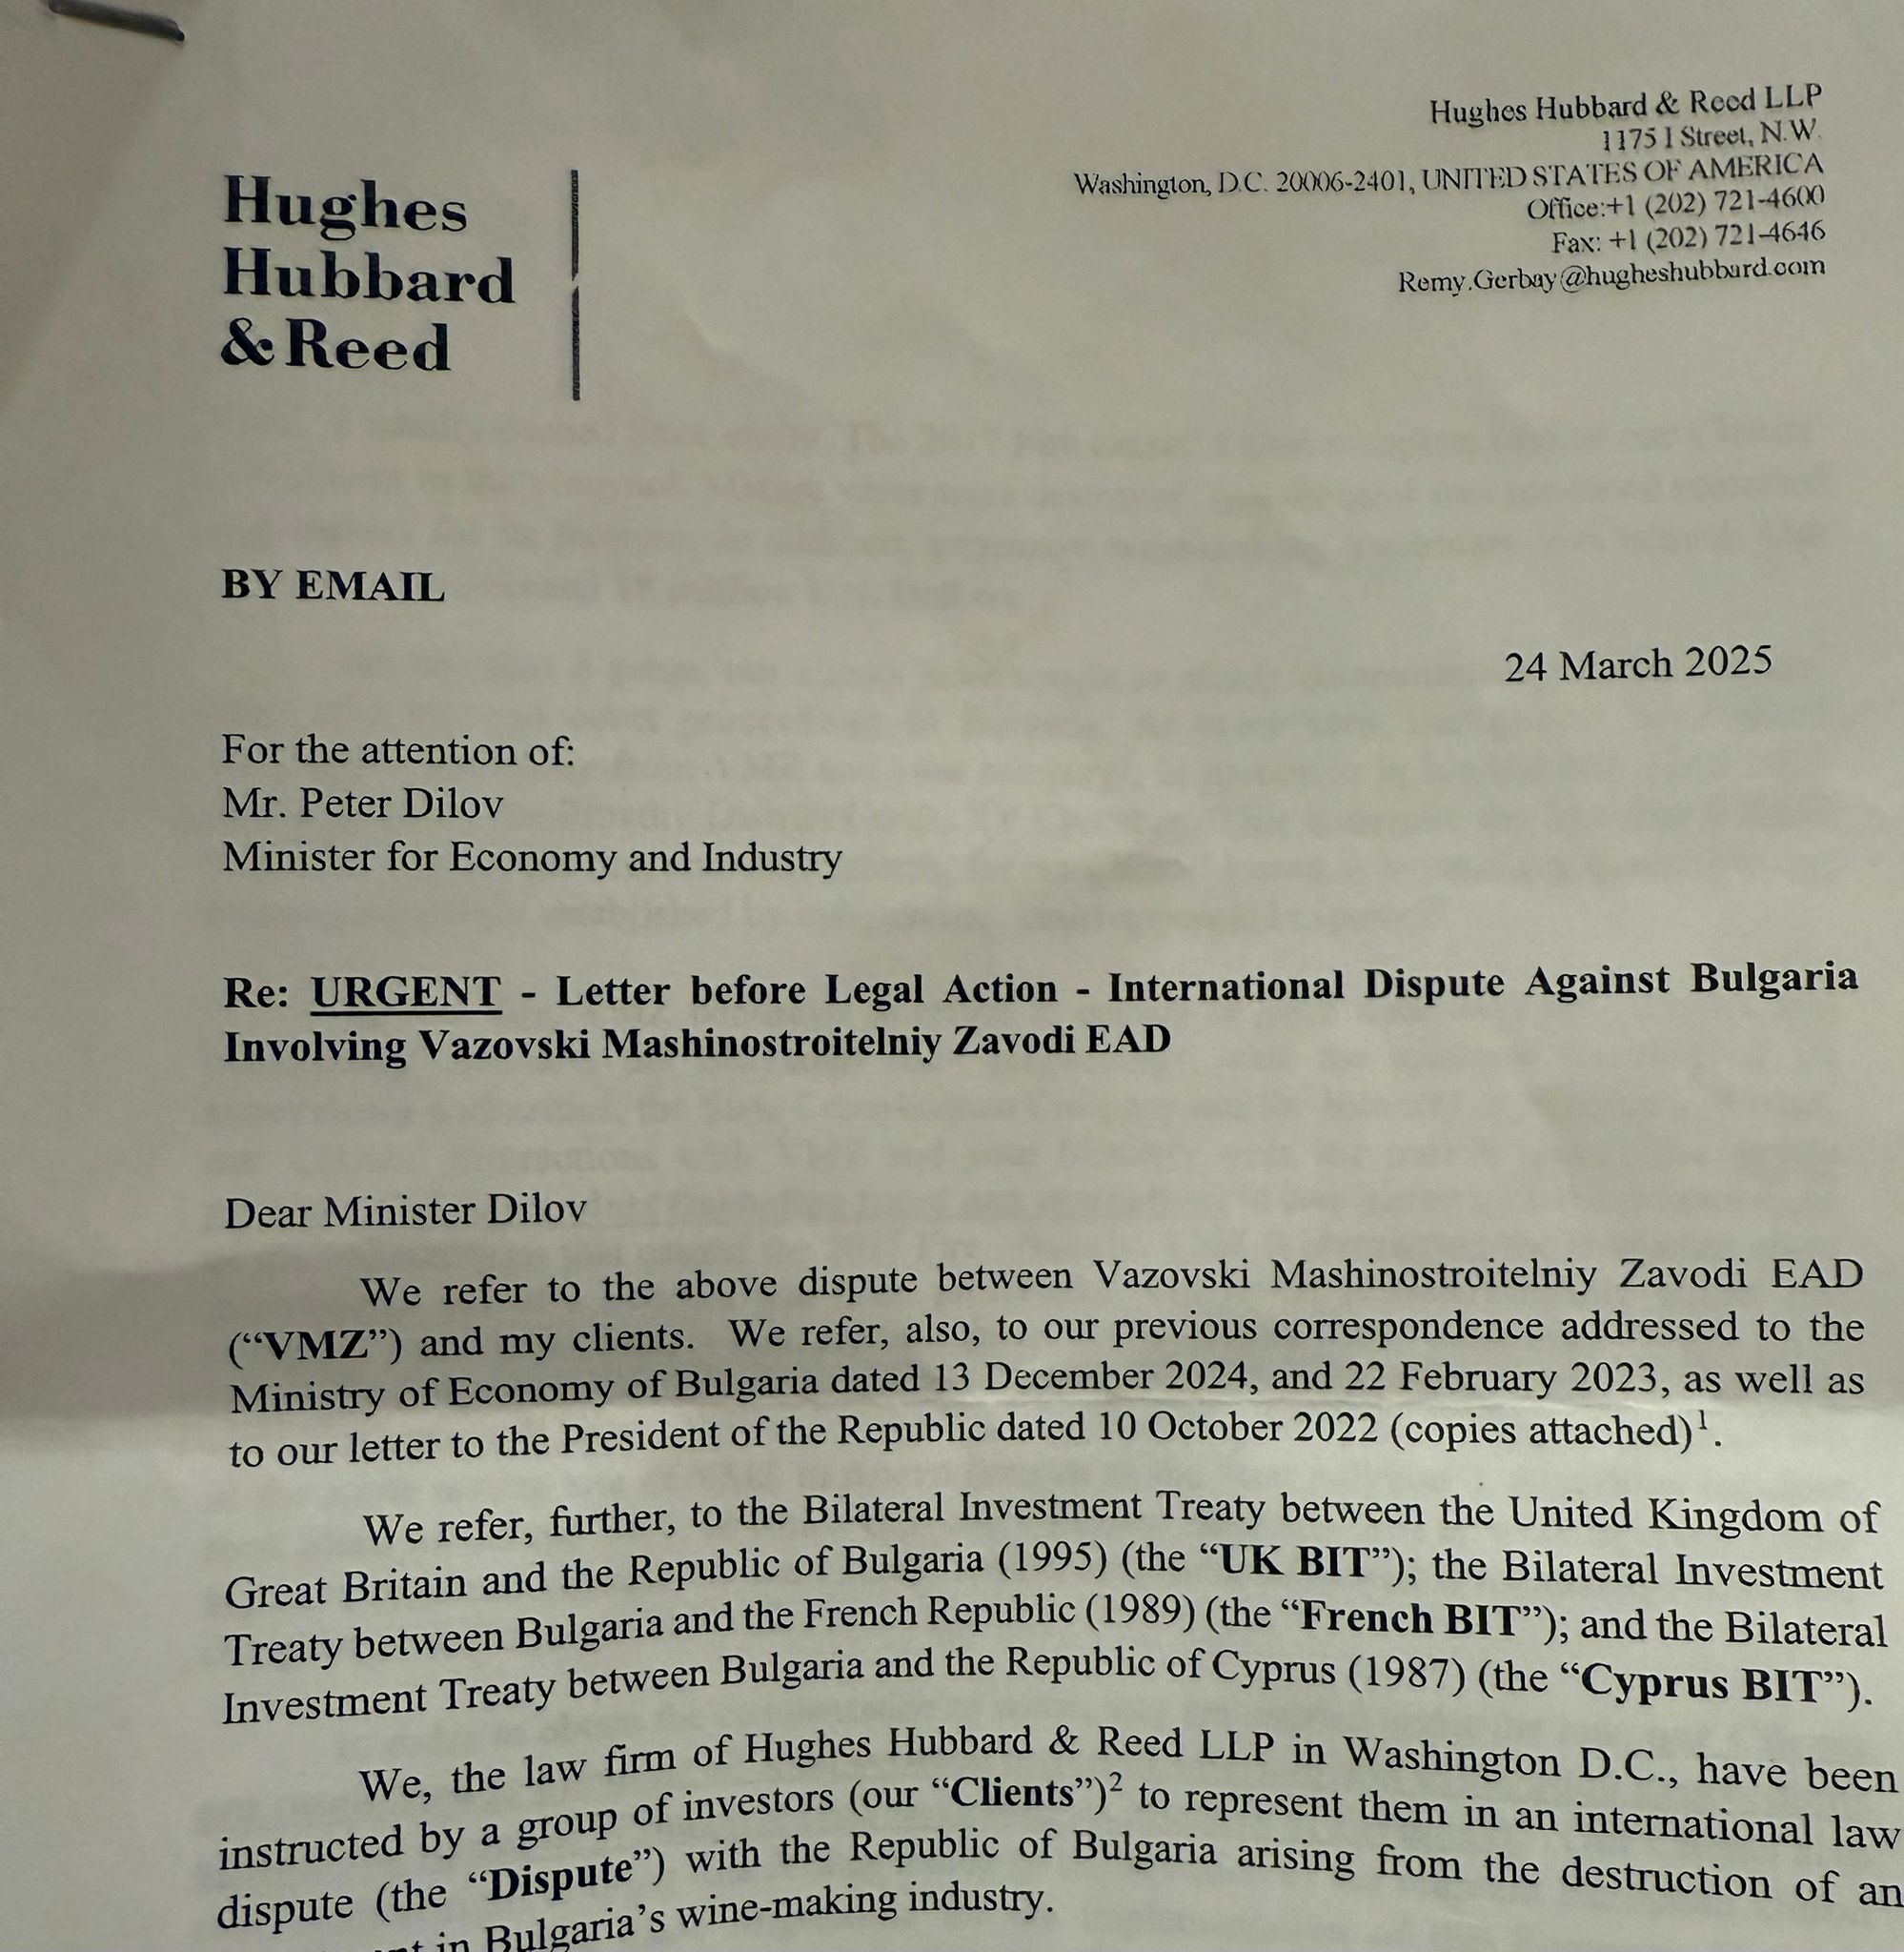 Hughes Hubbard & Reed LLP
1175 I Street, N.W.
Washington, D.C. 20006-2401, UNITED STATES OF AMERICA
Office:+1 (202) 721-4600
Fax: +1 (202) 721-4646
Remy.Gerbay@hugheshubbard.com
Hughes
Hubbard
& Reed
BY EMAIL
24 March 2025
For the attention of:
Mr. Peter Dilov
Minister for Economy and Industry
Re: URGENT - Letter before Legal Action - International Dispute Against Bulgaria
Involving Vazovski Mashinostroitelniy Zavodi EAD
Dear Minister Dilov
We refer to the above dispute between Vazovski Mashinostroitelniy Zavodi EAD
(“VMZ”) and my clients. We refer, also, to our previous correspondence addressed to the
Ministry of Economy of Bulgaria dated 13 December 2024, and 22 February 2023, as well as
to our letter to the President of the Republic dated 10 October 2022 (copies attached)¹.
We refer, further, to the Bilateral Investment Treaty between the United Kingdom of
Great Britain and the Republic of Bulgaria (1995) (the “UK BIT”); the Bilateral Investment
Treaty between Bulgaria and the French Republic (1989) (the “French BIT”); and the Bilateral
Investment Treaty between Bulgaria and the Republic of Cyprus (1987) (the “Cyprus BIT”).
We, the law firm of Hughes Hubbard & Reed LLP in Washington D.C., have been
instructed by a group of investors (our “Clients”)² to represent them in an international law
dispute (the “Dispute”) with the Republic of Bulgaria arising from the destruction of an
in Bulgaria’s wine-making industry.